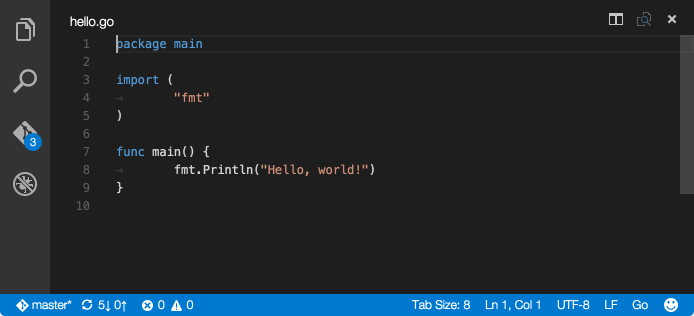 hello.go
1 package main
2
3 import (
4 → "fmt"
5 )
6
7 func main() {
8 → fmt.Println("Hello, world!")
9 }
10
3
master* 5↓ 0↑ 0 0 Tab Size: 8 Ln 1, Col 1 UTF-8 LF Go